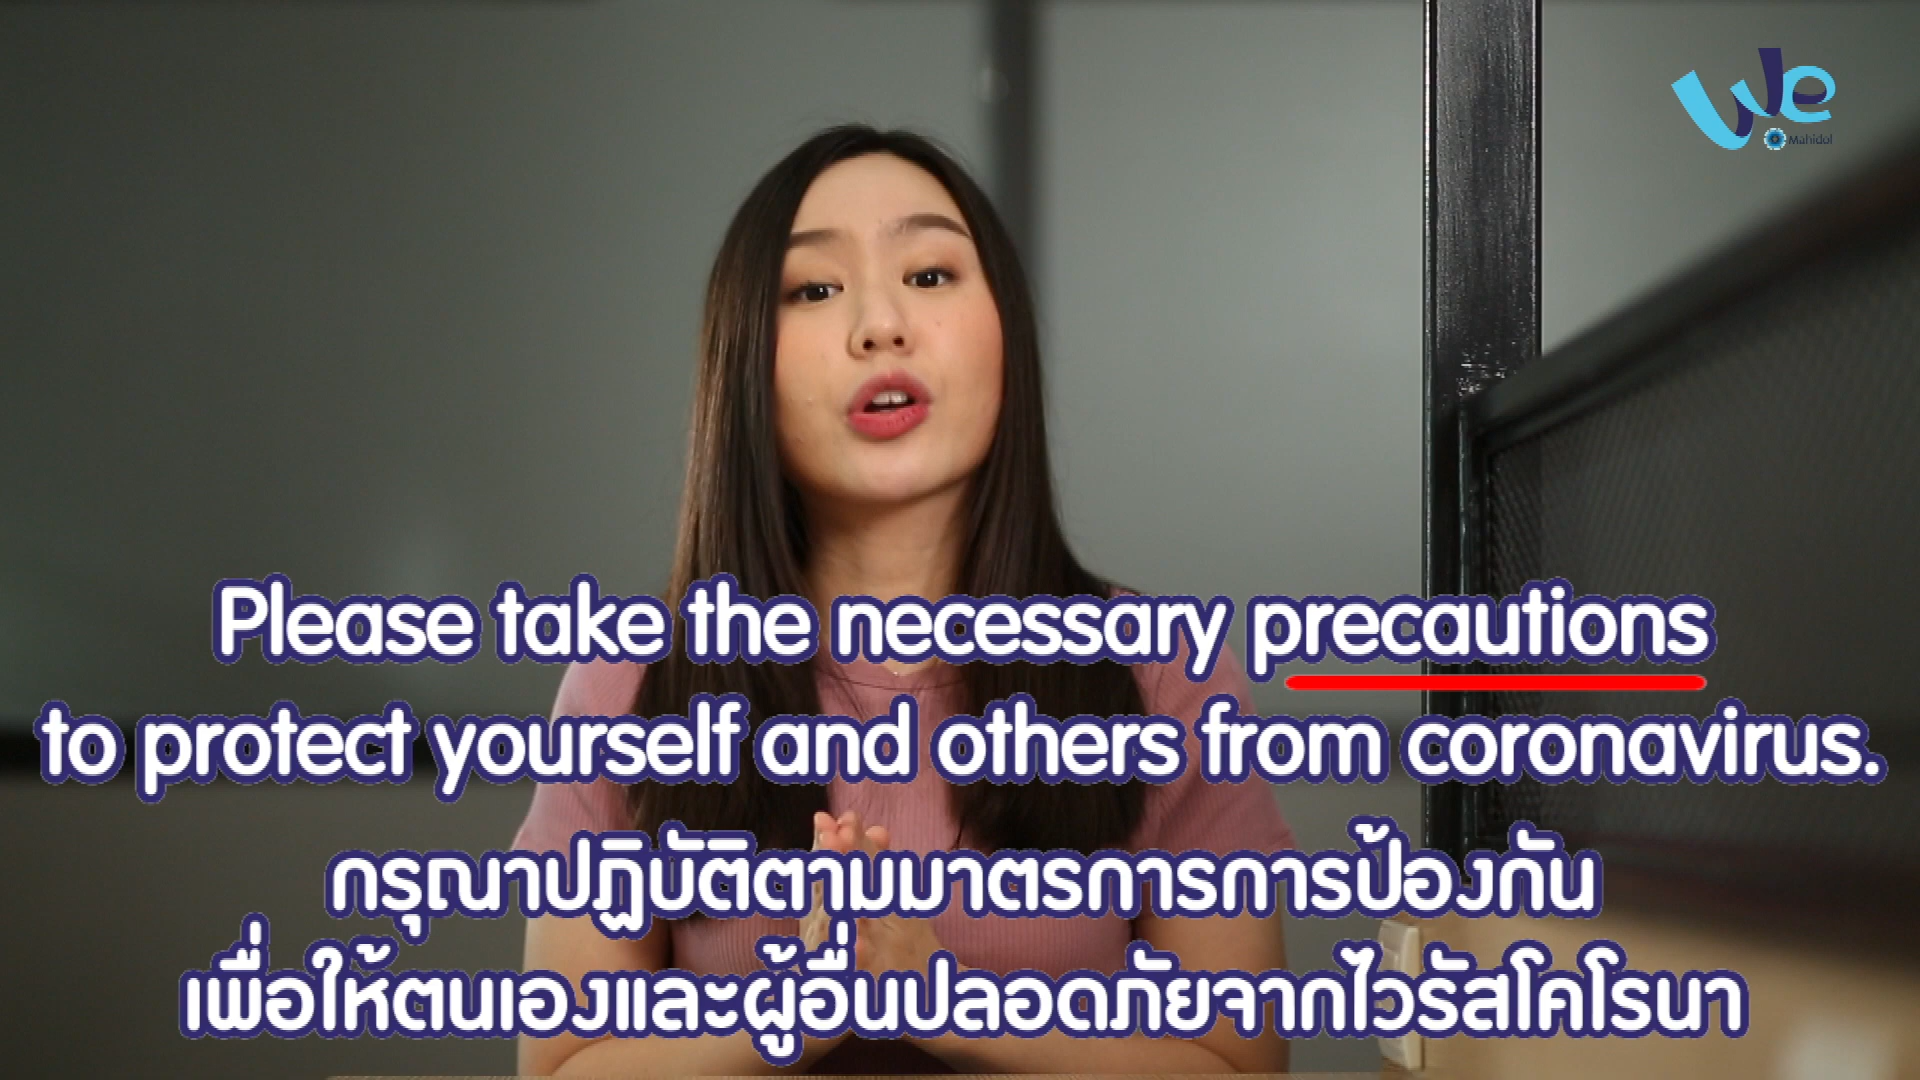 We
Mahidol
Please take the necessary precautions
to protect yourself and others from coronavirus.
กรุณาปฏิบัติตามมาตรการการป้องกัน
เพื่อให้ตนเองและผู้อื่นปลอดภัยจากไวรัสโคโรนา